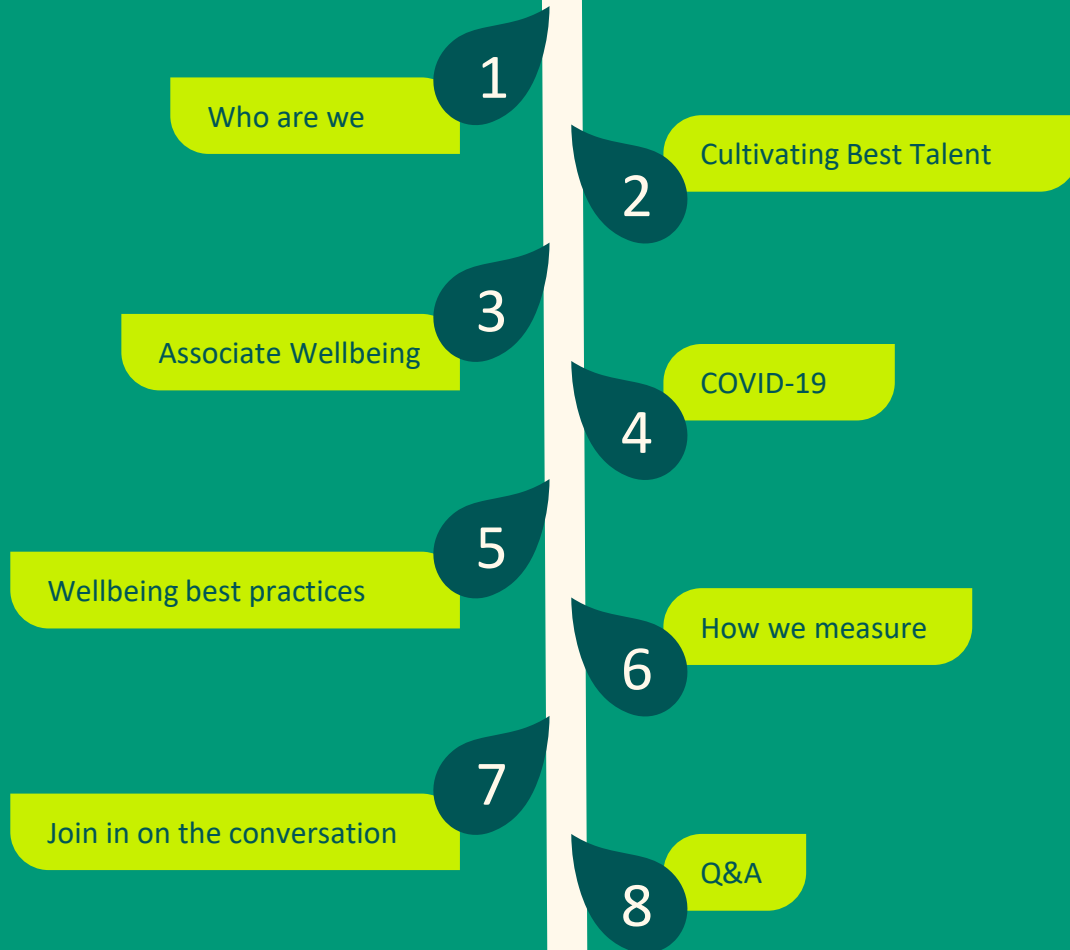 1
Who are we
2
Cultivating Best Talent
3
Associate Wellbeing
4
COVID-19
5
Wellbeing best practices
6
How we measure
7
Join in on the conversation
8
Q&A